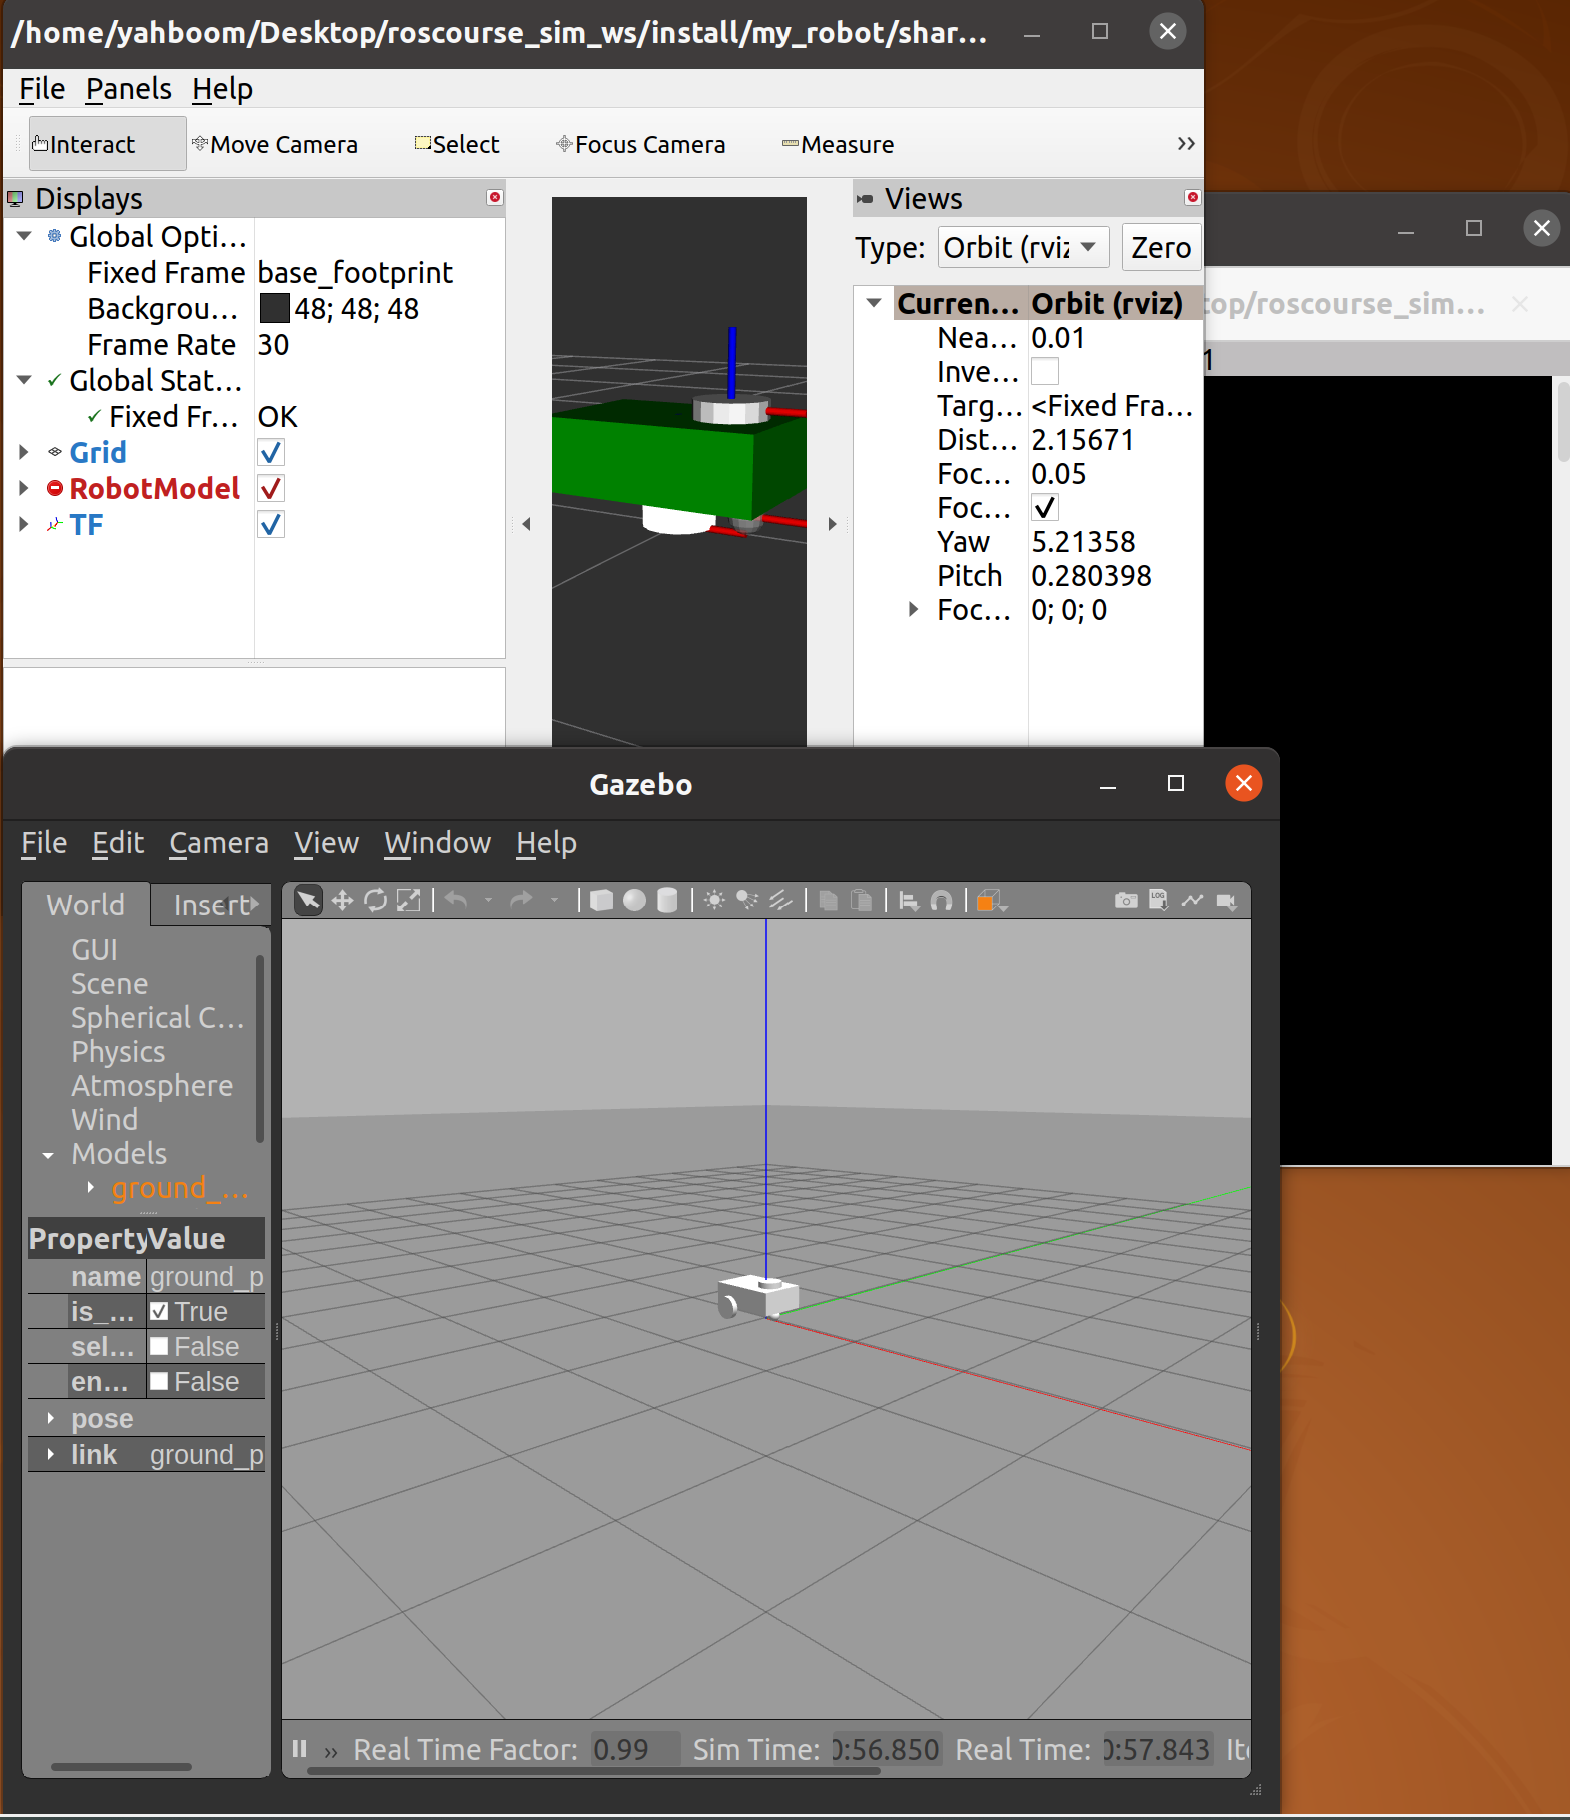 /home/yahboom/Desktop/roscourse_sim_ws/install/my_robot/shar...
File Panels Help
Interact Move Camera Select Focus Camera Measure »
Displays
Global Opti...
Fixed Frame base_footprint
Backgrou... 48; 48; 48
Frame Rate 30
Global Stat...
Fixed Fr... OK
Grid
RobotModel
TF
Views
Type: Orbit (rviz Zero
Curren... Orbit (rviz)
Nea... 0.01
Inve...
Targ... <Fixed Fra...
Dist... 2.15671
Foc... 0.05
Foc...
Yaw 5.21358
Pitch 0.280398
Foc... 0; 0; 0
top/roscourse_sim...
1
Gazebo
File Edit Camera View Window Help
World Insert
GUI
Scene
Spherical C...
Physics
Atmosphere
Wind
Models
ground_...
Property Value
name ground_p
is_... True
sel... False
en... False
pose
link ground_p
LOG
Real Time Factor: 0.99 Sim Time: 0:56.850 Real Time: 0:57.843 Ite